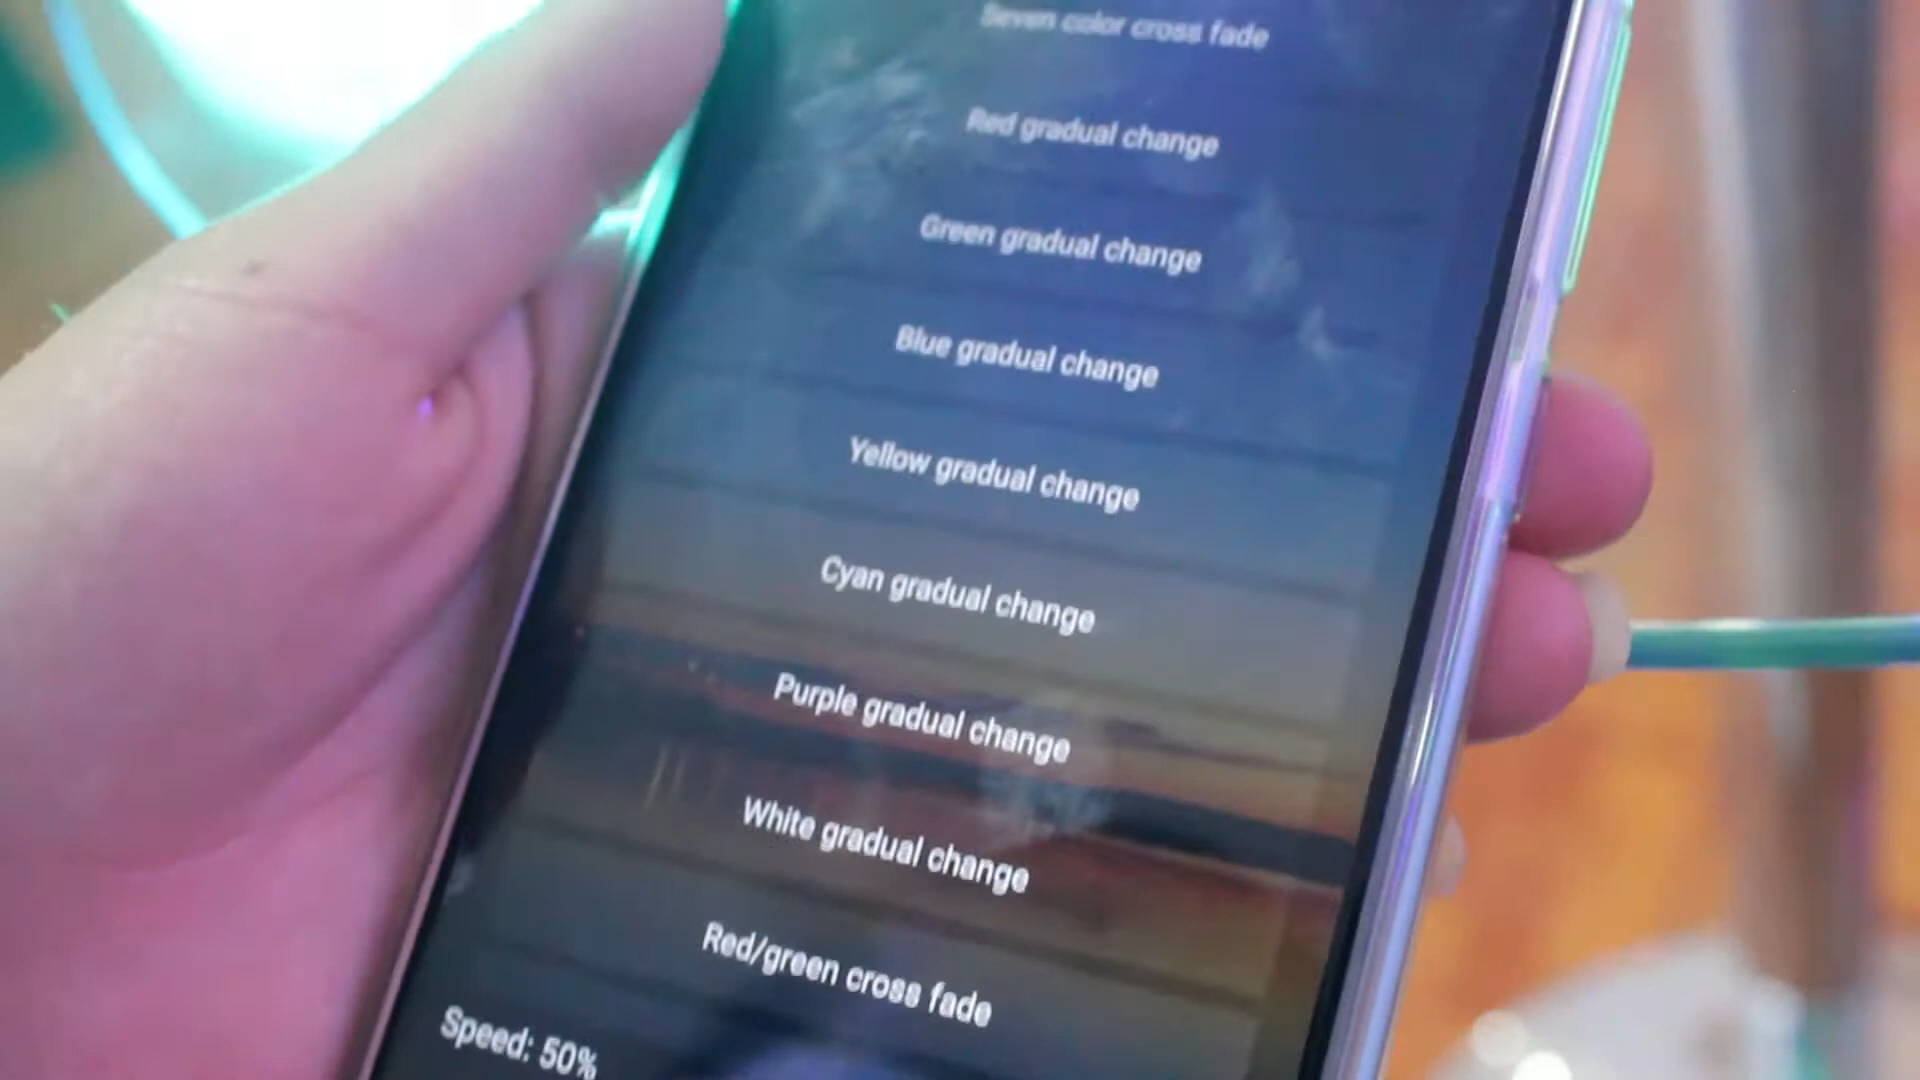 Seven color cross fade
Red gradual change
Green gradual change
Blue gradual change
Yellow gradual change
Cyan gradual change
Purple gradual change
White gradual change
Red/green cross fade
Speed: 50%